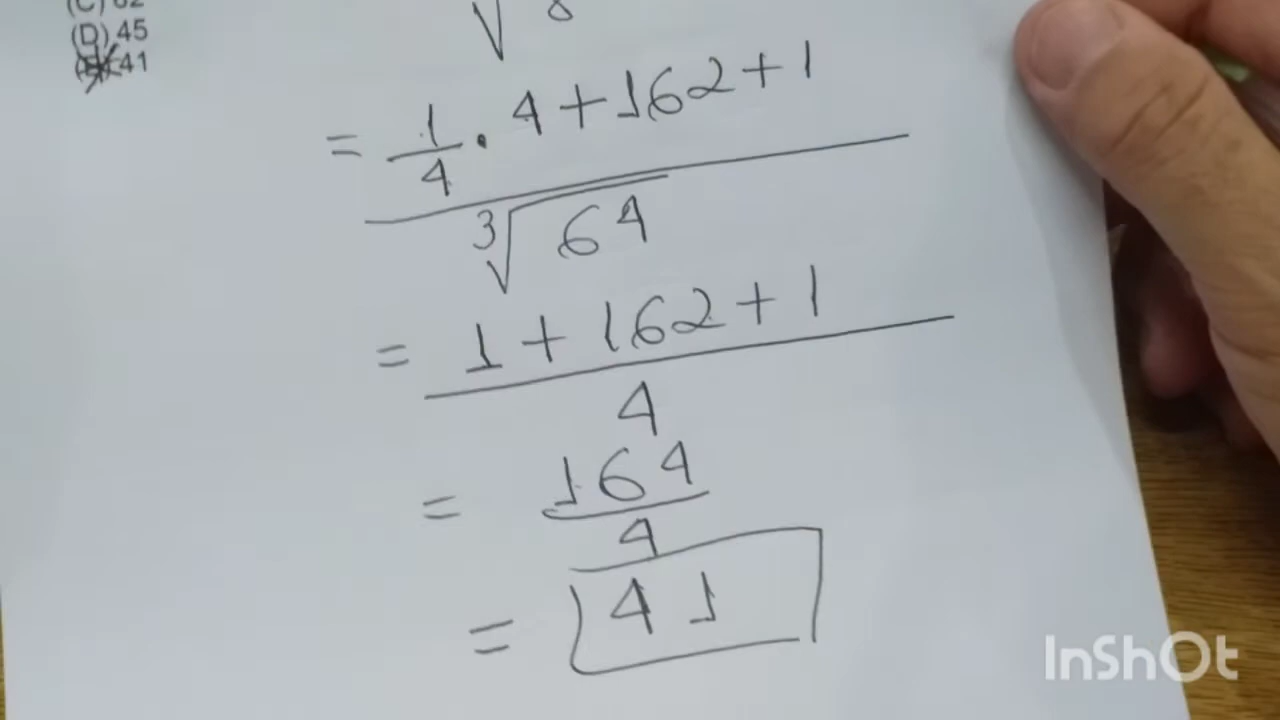 (D) 45
41
= 1/4 . 4 + 162 + 1
∛64
= 1 + 162 + 1
4
= 164
4
= 41
InShOt